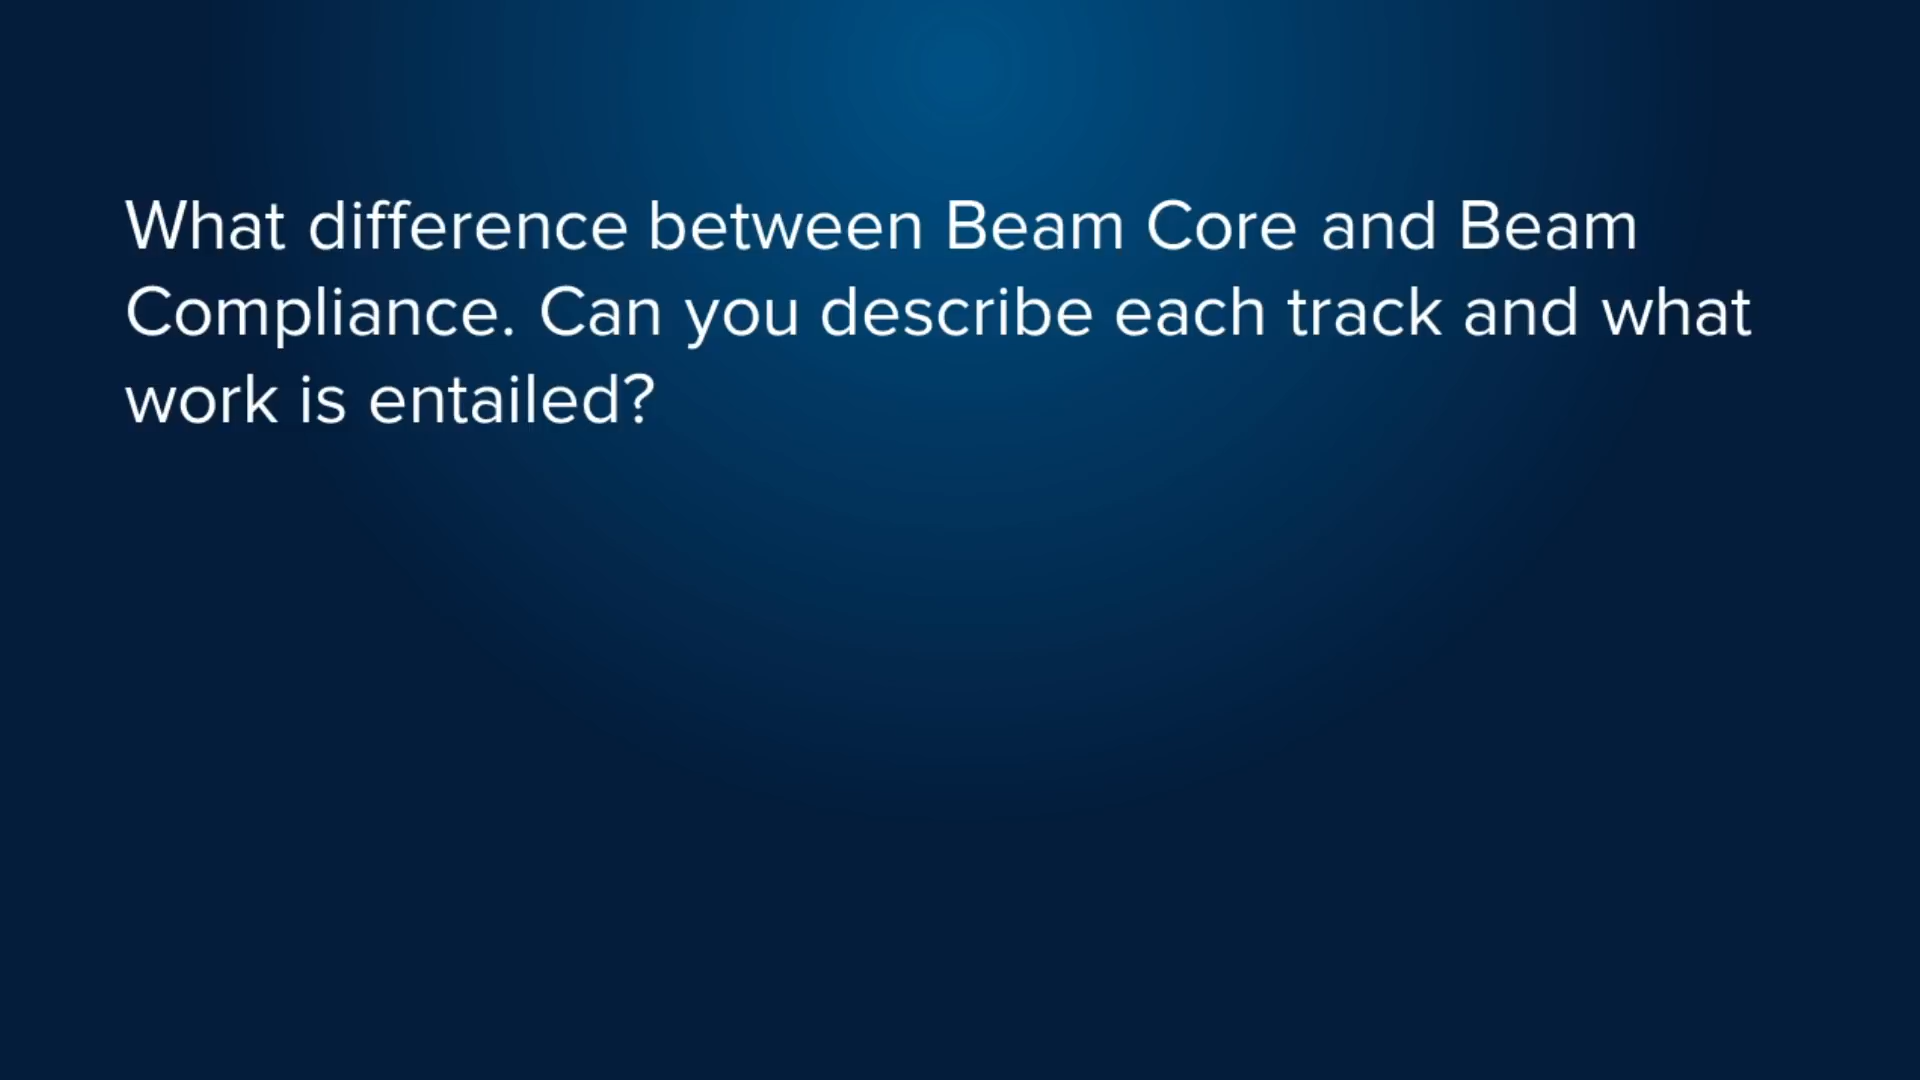 What difference between Beam Core and Beam
Compliance. Can you describe each track and what
work is entailed?